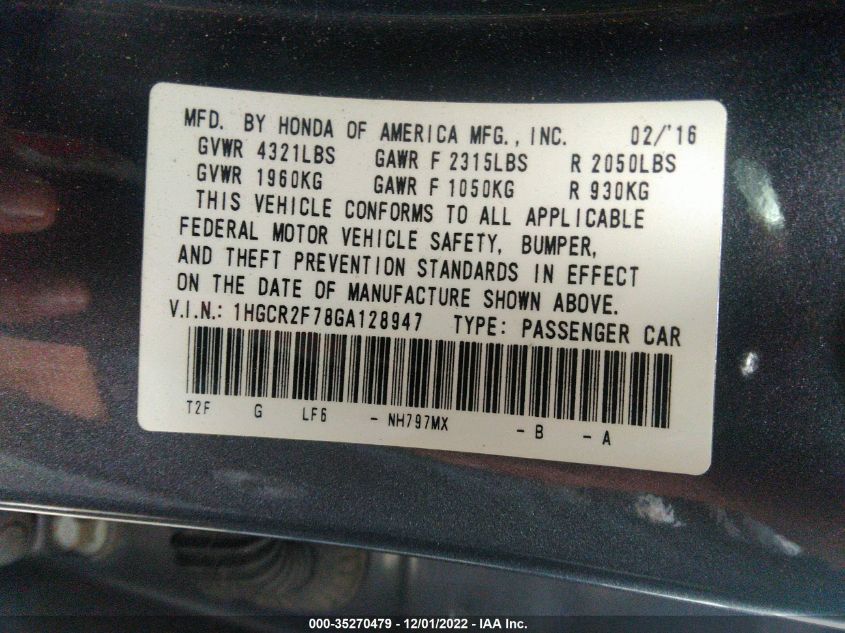 MFD. BY HONDA OF AMERICA MFG., INC. 02/'16
GVWR 4321LBS GAWR F 2315LBS R 2050LBS
GVWR 1960KG GAWR F 1050KG R 930KG
THIS VEHICLE CONFORMS TO ALL APPLICABLE
FEDERAL MOTOR VEHICLE SAFETY, BUMPER,
AND THEFT PREVENTION STANDARDS IN EFFECT
ON THE DATE OF MANUFACTURE SHOWN ABOVE.
V.I.N.: 1HGCR2F78GA128947 TYPE: PASSENGER CAR
T2F G LF6 - NH797MX - B - A
000-35270479 - 12/01/2022 - IAA Inc.